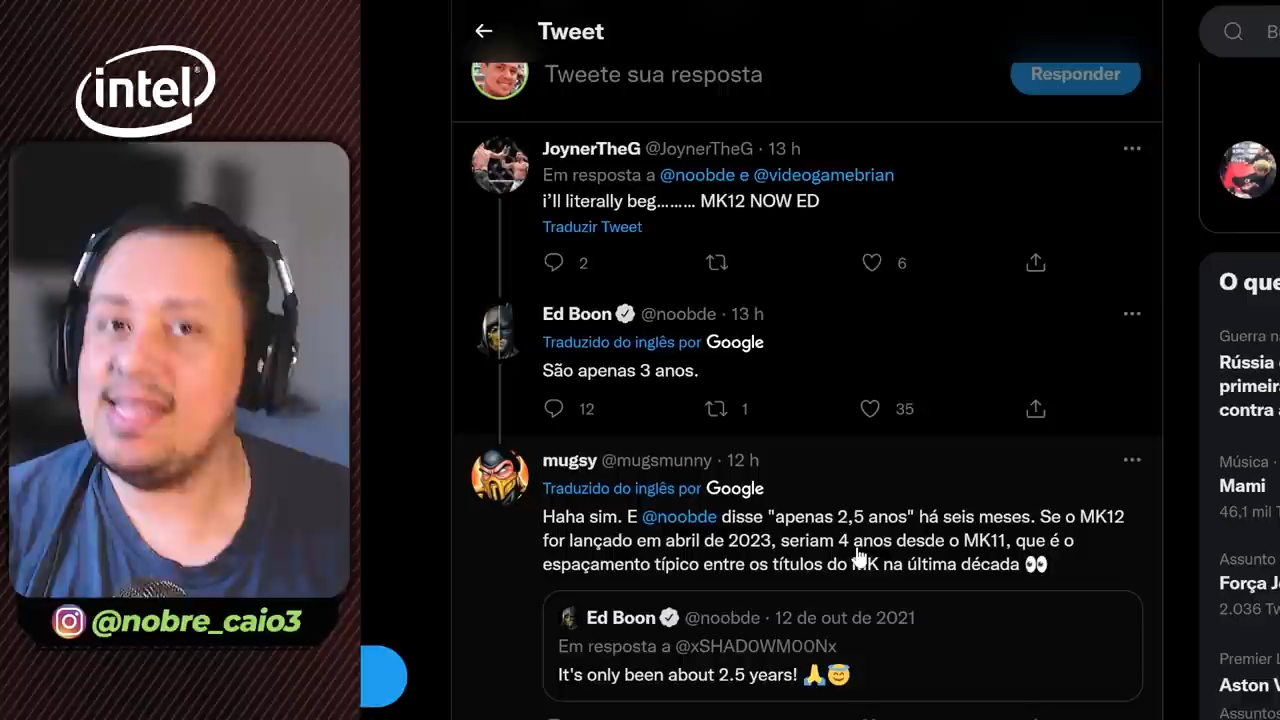 intel®
@nobre_caio3
Tweet
Tweete sua resposta
Responder
JoynerTheG @JoynerTheG · 13 h
Em resposta a @noobde e @videogamebrian
i'll literally beg……… MK12 NOW ED
Traduzir Tweet
2
6
Ed Boon @noobde · 13 h
Traduzido do inglês por Google
São apenas 3 anos.
12
1
35
mugsy @mugsmunny · 12 h
Traduzido do inglês por Google
Haha sim. E @noobde disse "apenas 2,5 anos" há seis meses. Se o MK12
for lançado em abril de 2023, seriam 4 anos desde o MK11, que é o
espaçamento típico entre os títulos do MK na última década 👀
Ed Boon @noobde · 12 de out de 2021
Em resposta a @xSHAD0WM00Nx
It's only been about 2.5 years! 🙏😇
O que
Guerra n
Rússia
primeir
contra
Música ·
Mami
46,1 mil T
Assunto
Força J
2.036 Tw
Premier L
Aston V
Assuntos